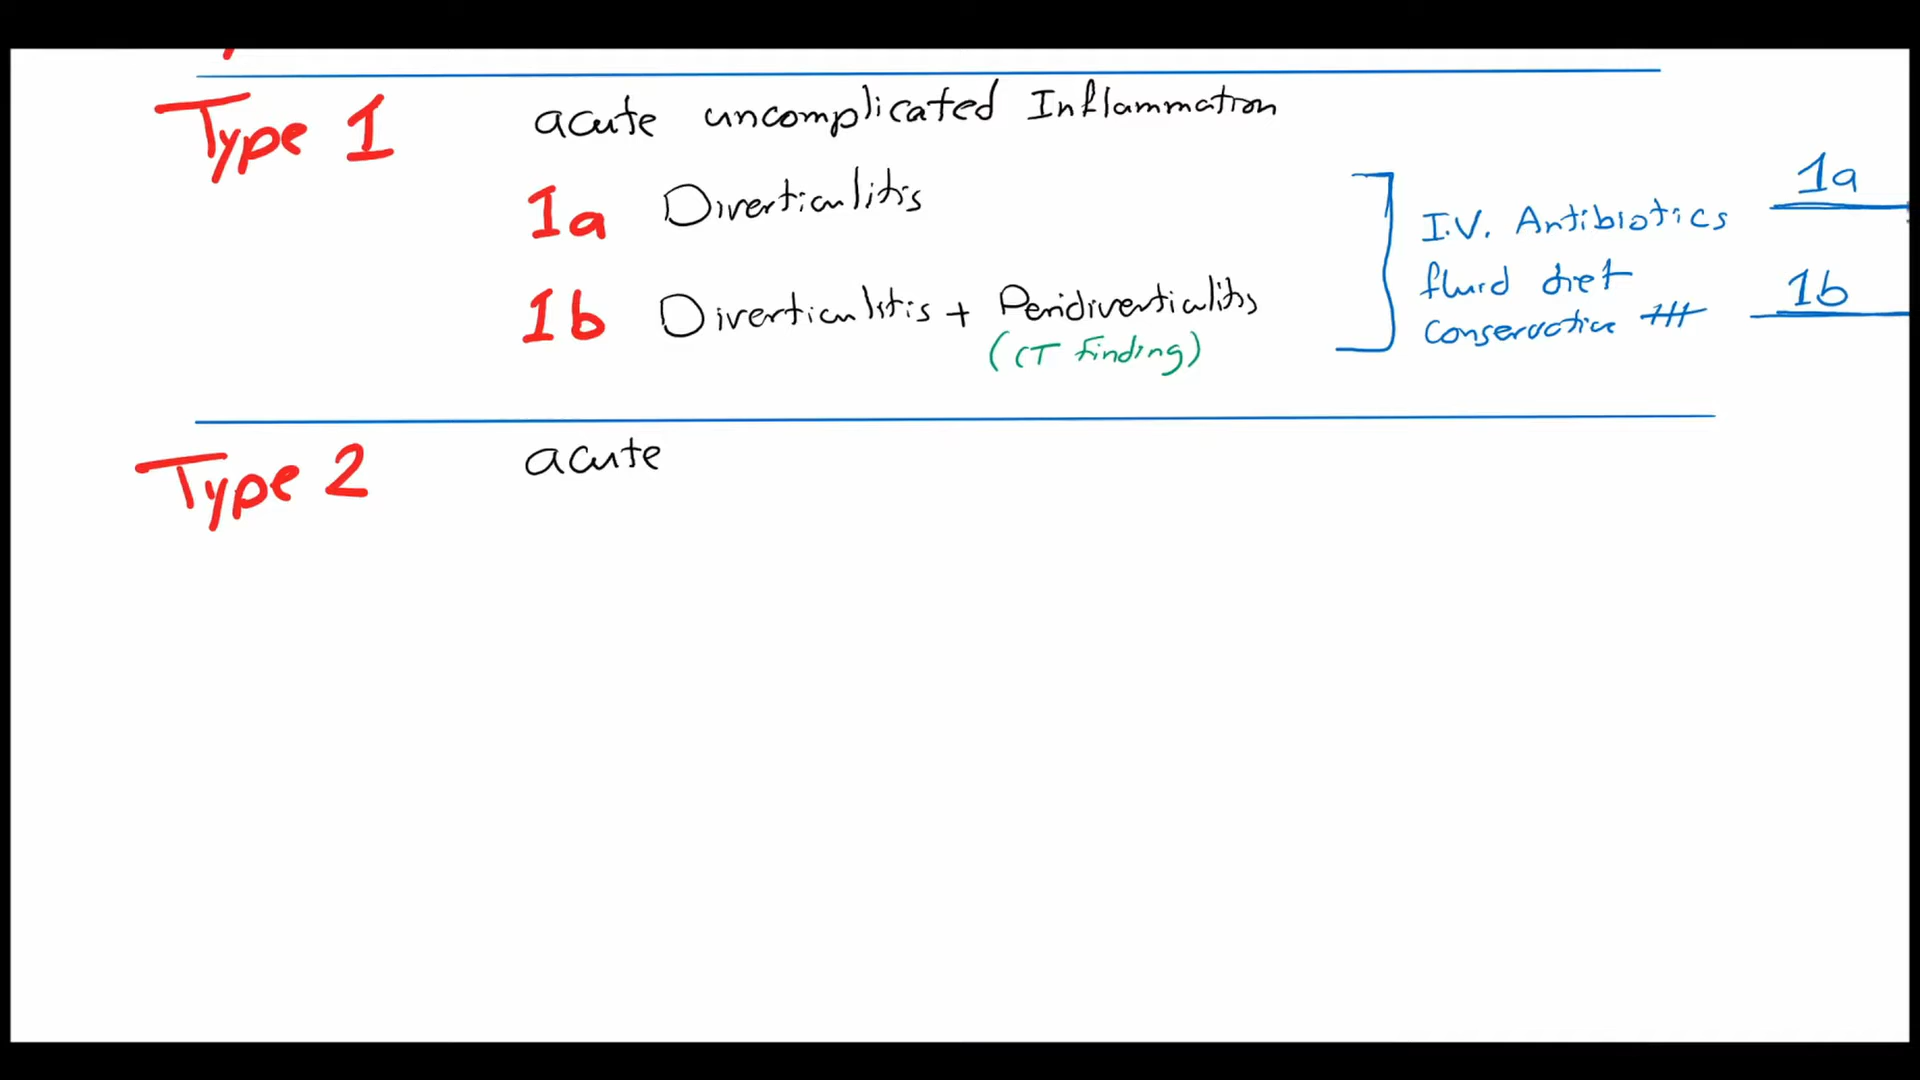 Type 1 acute uncomplicated Inflammation
1a Diverticulitis
1b Diverticulitis + Peridiverticulitis
(CT finding)
I.V. Antibiotics
fluid diet
conservative
1a
1b
Type 2 acute